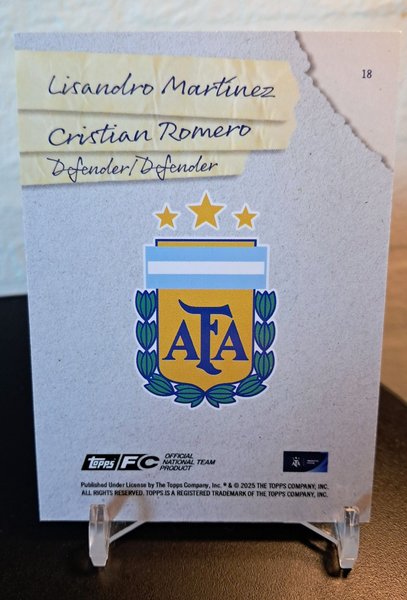 18
Lisandro Martínez
Cristian Romero
Defender/Defender
AFA
topps FC OFFICIAL
NATIONAL TEAM
PRODUCT
Published Under License by The Topps Company, Inc. ® & © 2025 THE TOPPS COMPANY, INC.
ALL RIGHTS RESERVED. TOPPS IS A REGISTERED TRADEMARK OF THE TOPPS COMPANY, INC.